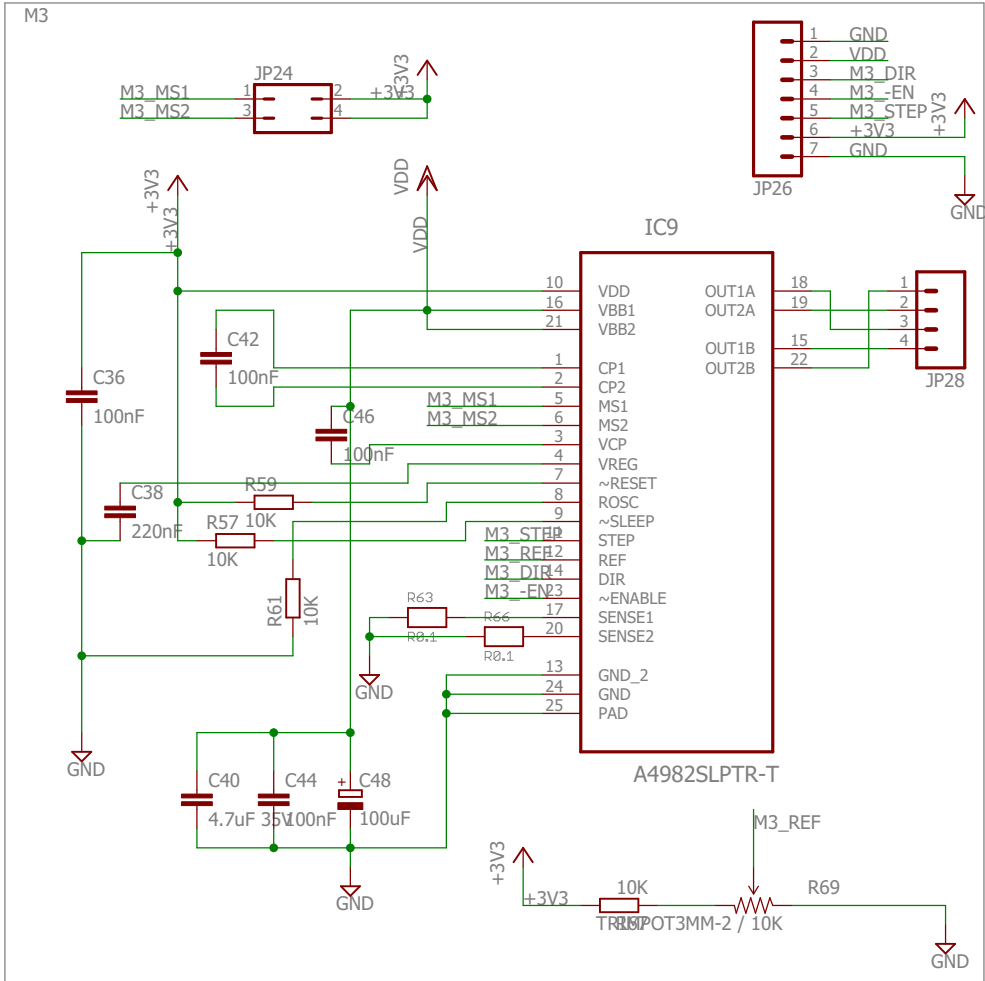 M3
JP24
M3_MS1 1 2 +3V3
M3_MS2 3 4
+3V3
1 GND
2 VDD
3 M3_DIR
4 M3_-EN
5 M3_STEP
6 +3V3
7 GND
+3V3
JP26
GND
+3V3
+3V3
VDD
VDD
IC9
10 VDD
16 VBB1
21 VBB2
1 CP1
2 CP2
M3_MS1 5 MS1
M3_MS2 6 MS2
3 VCP
4 VREG
7 ~RESET
8 ROSC
9 ~SLEEP
M3_STEP 11 STEP
M3_REF 12 REF
M3_DIR 14 DIR
M3_-EN 23 ~ENABLE
17 SENSE1
20 SENSE2
13 GND_2
24 GND
25 PAD
OUT1A 18
OUT2A 19
OUT1B 15
OUT2B 22
1
2
3
4
JP28
A4982SLPTR-T
C42
100nF
C36
100nF
C46
100nF
C38
220nF
R59
10K
R57
10K
R61
10K
R63
R0.1
R66
R0.1
GND
GND
C40
4.7uF 35V
C44
100nF
+
C48
100uF
GND
M3_REF
+3V3
+3V3
10K
R69
TRIMPOT3MM-2 / 10K
GND